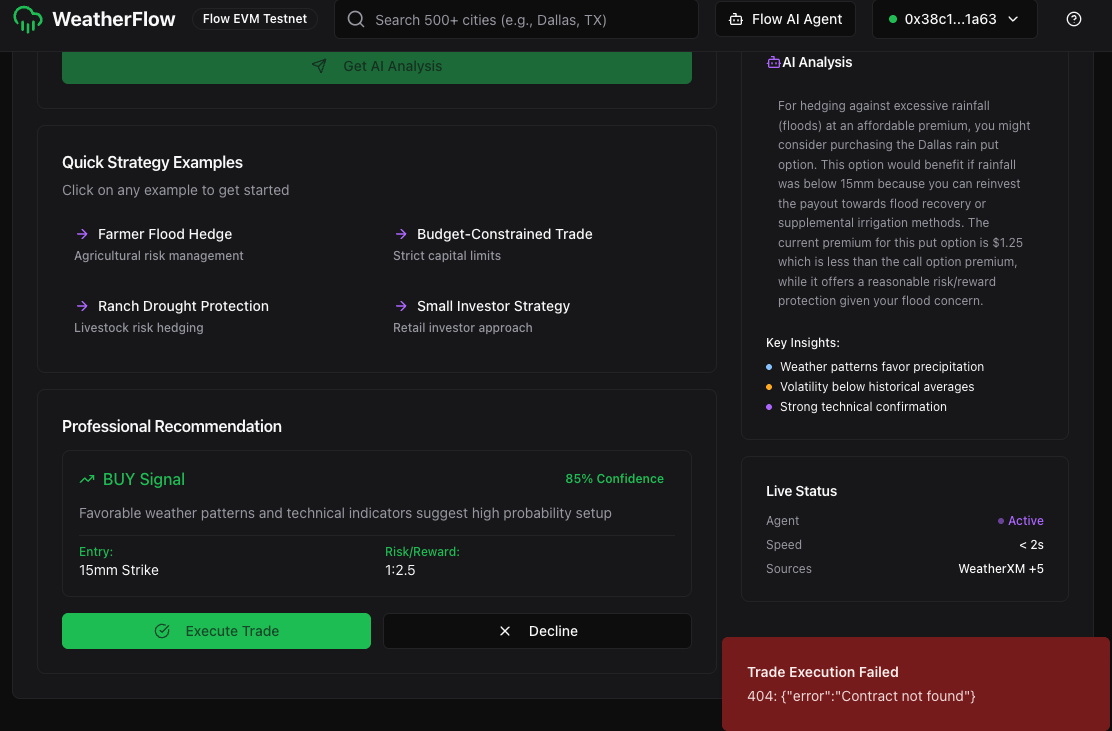 WeatherFlow
Flow EVM Testnet
Search 500+ cities (e.g., Dallas, TX)
Flow AI Agent
0x38c1...1a63
Get AI Analysis
Quick Strategy Examples
Click on any example to get started
Farmer Flood Hedge
Agricultural risk management
Budget-Constrained Trade
Strict capital limits
Ranch Drought Protection
Livestock risk hedging
Small Investor Strategy
Retail investor approach
Professional Recommendation
BUY Signal
85% Confidence
Favorable weather patterns and technical indicators suggest high probability setup
Entry:
15mm Strike
Risk/Reward:
1:2.5
Execute Trade
Decline
AI Analysis
For hedging against excessive rainfall
(floods) at an affordable premium, you might
consider purchasing the Dallas rain put
option. This option would benefit if rainfall
was below 15mm because you can reinvest
the payout towards flood recovery or
supplemental irrigation methods. The
current premium for this put option is $1.25
which is less than the call option premium,
while it offers a reasonable risk/reward
protection given your flood concern.
Key Insights:
Weather patterns favor precipitation
Volatility below historical averages
Strong technical confirmation
Live Status
Agent
Active
Speed
< 2s
Sources
WeatherXM +5
Trade Execution Failed
404: {"error":"Contract not found"}